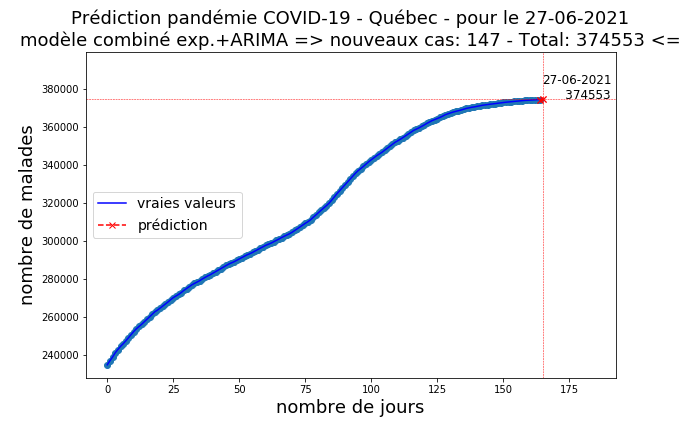 Prédiction pandémie COVID-19 - Québec - pour le 27-06-2021
modèle combiné exp.+ARIMA => nouveaux cas: 147 - Total: 374553 <=
27-06-2021
374553
380000
360000
340000
320000
300000
280000
260000
240000
nombre de malades
vraies valeurs
prédiction
0 25 50 75 100 125 150 175
nombre de jours